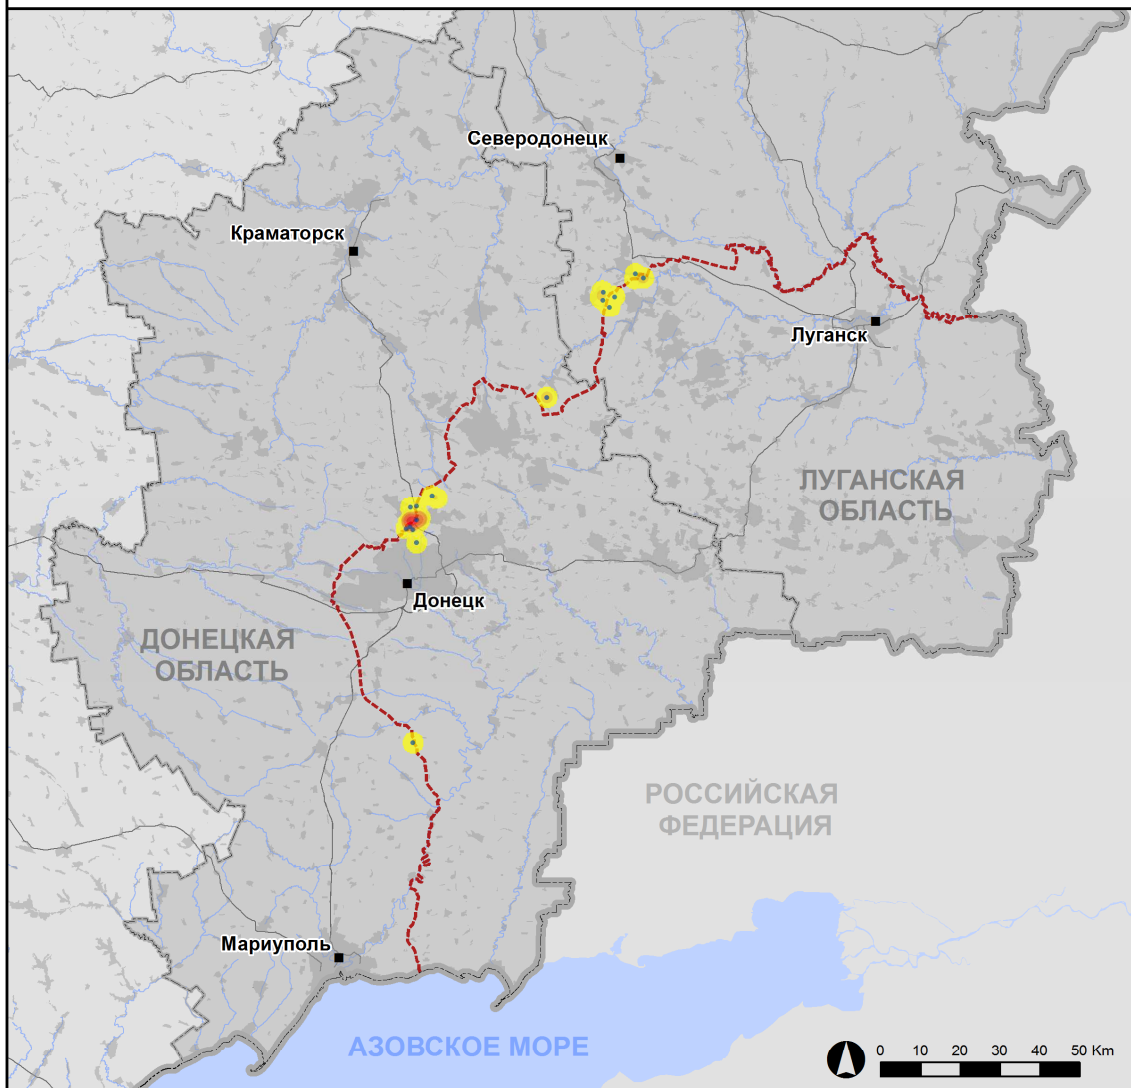 Северодонецк
Краматорск
Луганск
ЛУГАНСКАЯ
ОБЛАСТЬ
Донецк
ДОНЕЦКАЯ
ОБЛАСТЬ
РОССИЙСКАЯ
ФЕДЕРАЦИЯ
Мариуполь
АЗОВСКОЕ МОРЕ
0 10 20 30 40 50 Km